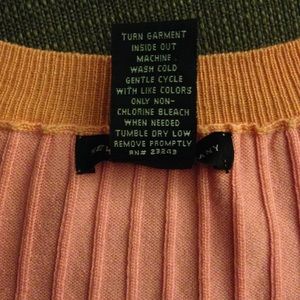 TURN GARMENT
INSIDE OUT
MACHINE
WASH COLD
GENTLE CYCLE
WITH LIKE COLORS
ONLY NON-
CHLORINE BLEACH
WHEN NEEDED
TUMBLE DRY LOW
REMOVE PROMPTLY
RN# 23243